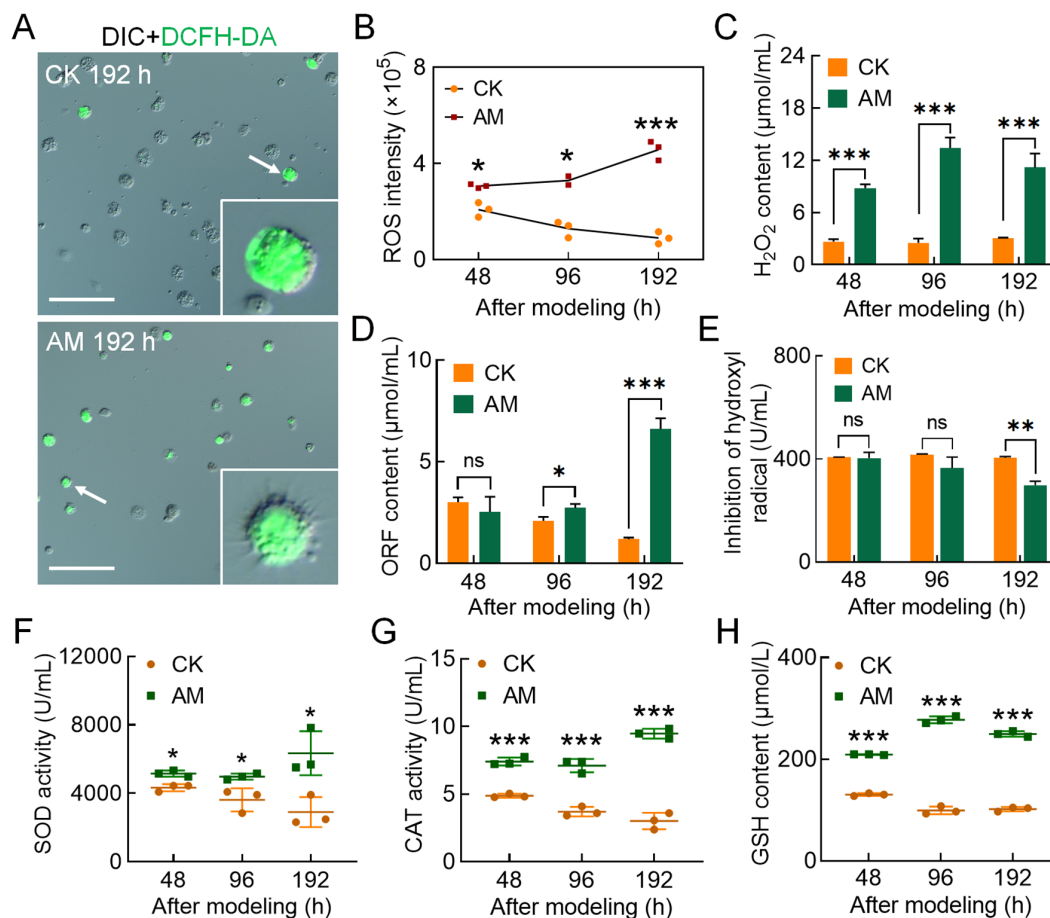 A
DIC+DCFH-DA
CK 192 h
AM 192 h
B
ROS intensity (×10⁵)
8
4
0
CK
AM
*
*
***
48
96
192
After modeling (h)
C
H₂O₂ content (μmol/mL)
24
18
12
6
0
CK
AM
***
***
***
48
96
192
After modeling (h)
D
ORF content (μmol/mL)
10
5
0
CK
AM
ns
*
***
48
96
192
After modeling (h)
E
Inhibition of hydroxyl
radical (U/mL)
800
400
0
CK
AM
ns
ns
**
48
96
192
After modeling (h)
F
SOD activity (U/mL)
12000
8000
4000
0
CK
AM
*
*
*
48
96
192
After modeling (h)
G
CAT activity (U/mL)
15
10
5
0
CK
AM
***
***
***
48
96
192
After modeling (h)
H
GSH content (μmol/L)
400
200
0
CK
AM
***
***
***
48
96
192
After modeling (h)